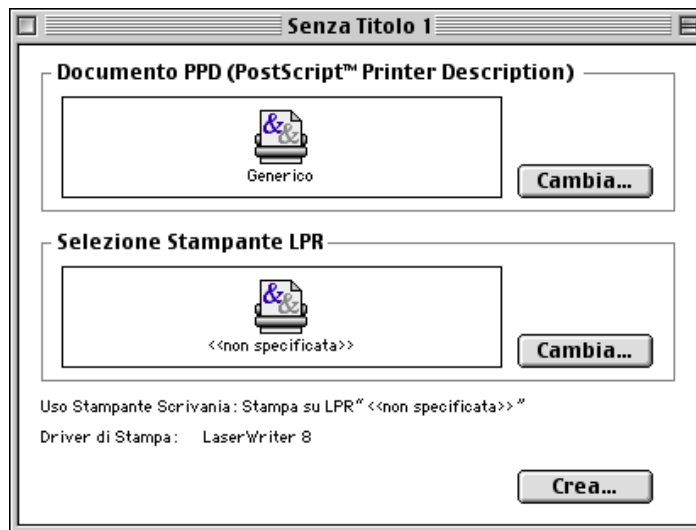 Senza Titolo 1
Documento PPD (PostScript™ Printer Description)
&&
Generico
Cambia...
Selezione Stampante LPR
&&
<<non specificata>>
Cambia...
Uso Stampante Scrivania: Stampa su LPR“ <<non specificata>> ”
Driver di Stampa: LaserWriter 8
Crea...